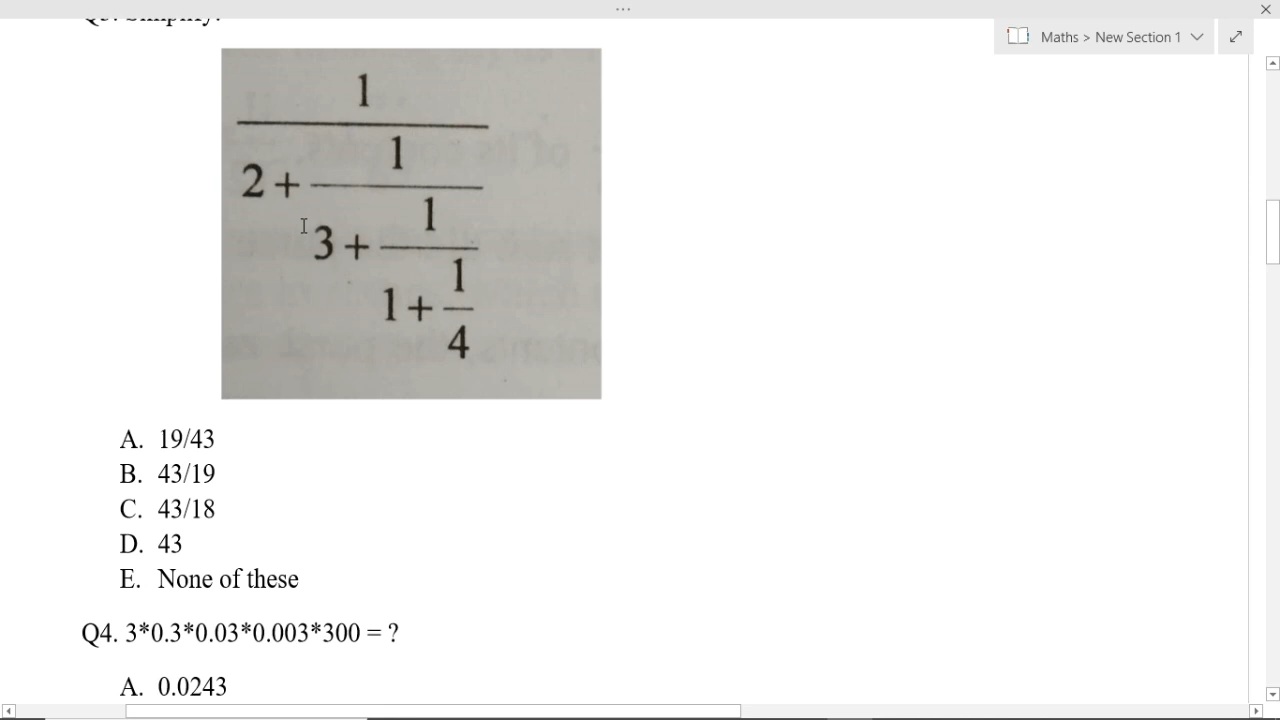 Maths > New Section 1
1
2 + 1
3 + 1
1 + 1
4
A. 19/43
B. 43/19
C. 43/18
D. 43
E. None of these
Q4. 3*0.3*0.03*0.003*300 = ?
A. 0.0243